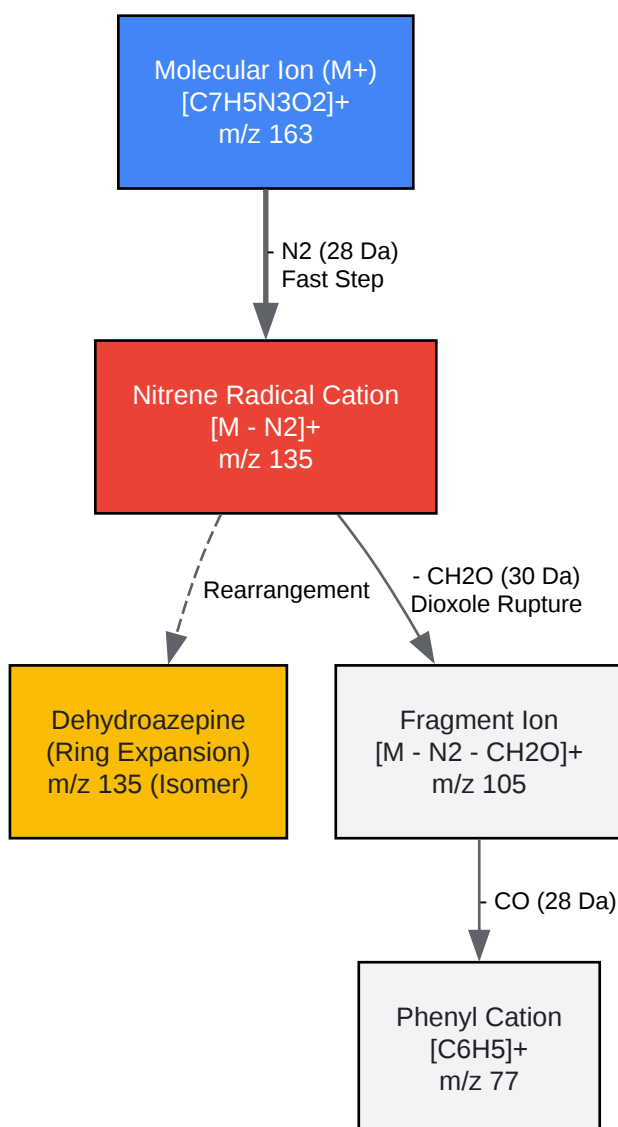 Molecular Ion (M+)
[C7H5N3O2]+
m/z 163
- N2 (28 Da)
Fast Step
Nitrene Radical Cation
[M - N2]+
m/z 135
Rearrangement
- CH2O (30 Da)
Dioxole Rupture
Dehydroazepine
(Ring Expansion)
m/z 135 (Isomer)
Fragment Ion
[M - N2 - CH2O]+
m/z 105
- CO (28 Da)
Phenyl Cation
[C6H5]+
m/z 77